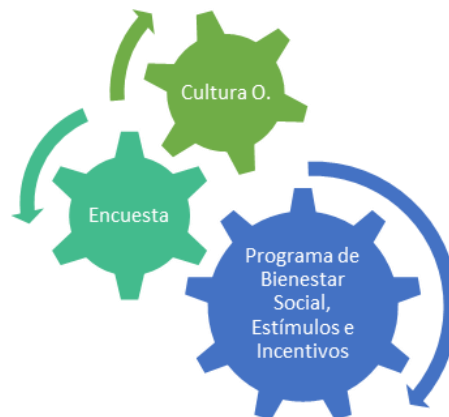 Cultura O.
Encuesta
Programa de
Bienestar
Social,
Estímulos e
Incentivos